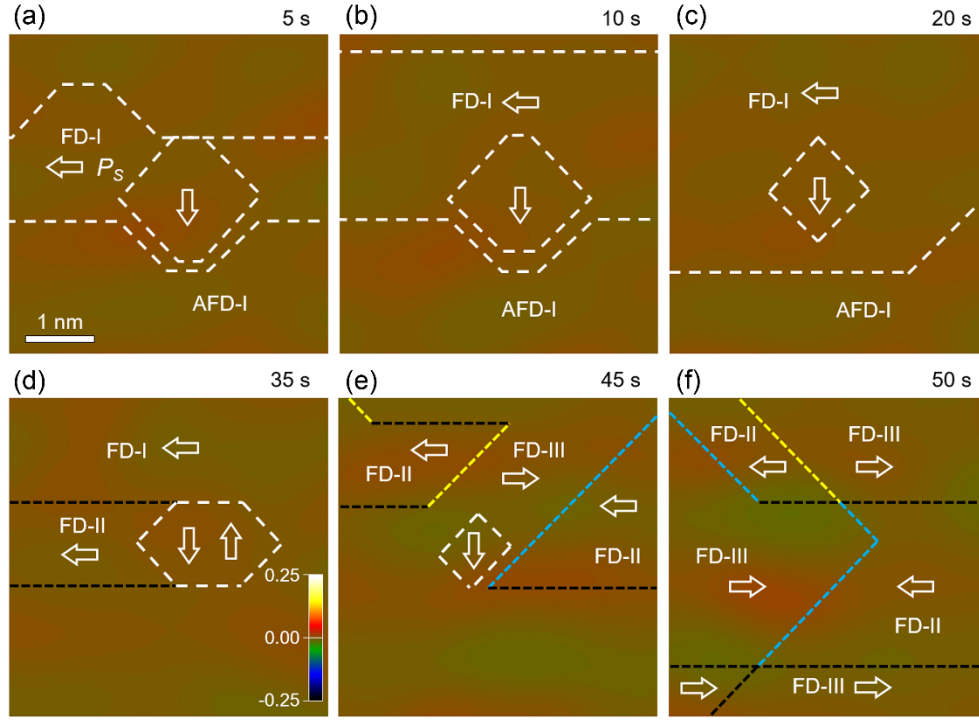 (a) 5 s
FD-I
P_S
AFD-I
1 nm
(b) 10 s
FD-I
AFD-I
(c) 20 s
FD-I
AFD-I
(d) 35 s
FD-I
FD-II
0.25
0.00
-0.25
(e) 45 s
FD-III
FD-II
FD-II
(f) 50 s
FD-II FD-III
FD-III
FD-II
FD-III